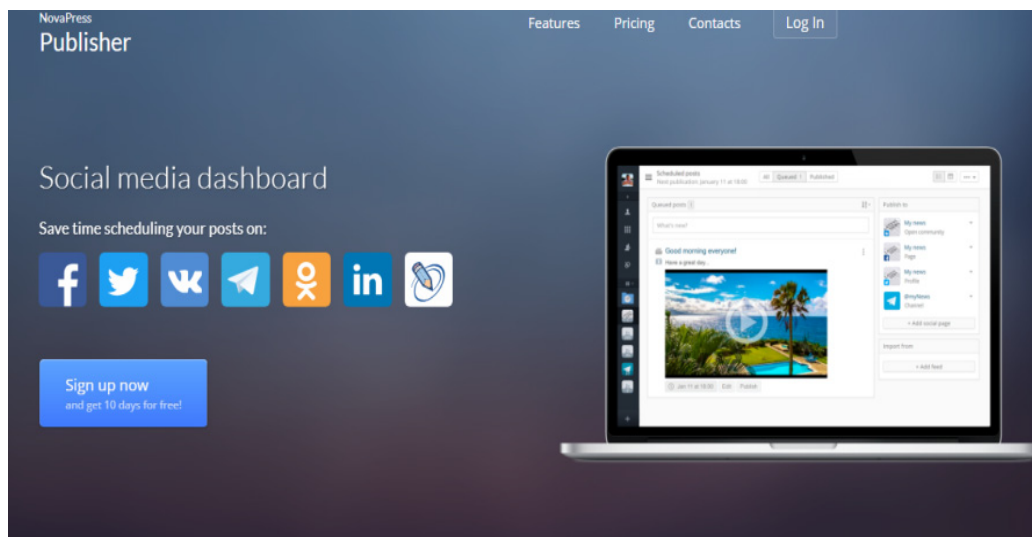 NovaPress
Publisher
Features Pricing Contacts Log In
Social media dashboard
Save time scheduling your posts on:
Sign up now
and get 10 days for free!
Scheduled posts
Next publication: January 11 at 18:00
All Queued 1 Published
Queued posts 1
What's new?
Good morning everyone!
Have a great day...
Jan 11 at 18:00 Edit Publish
Publish to
My news
Open community
My news
Page
My news
Profile
@myNews
Channel
+ Add social page
Import from
+ Add feed